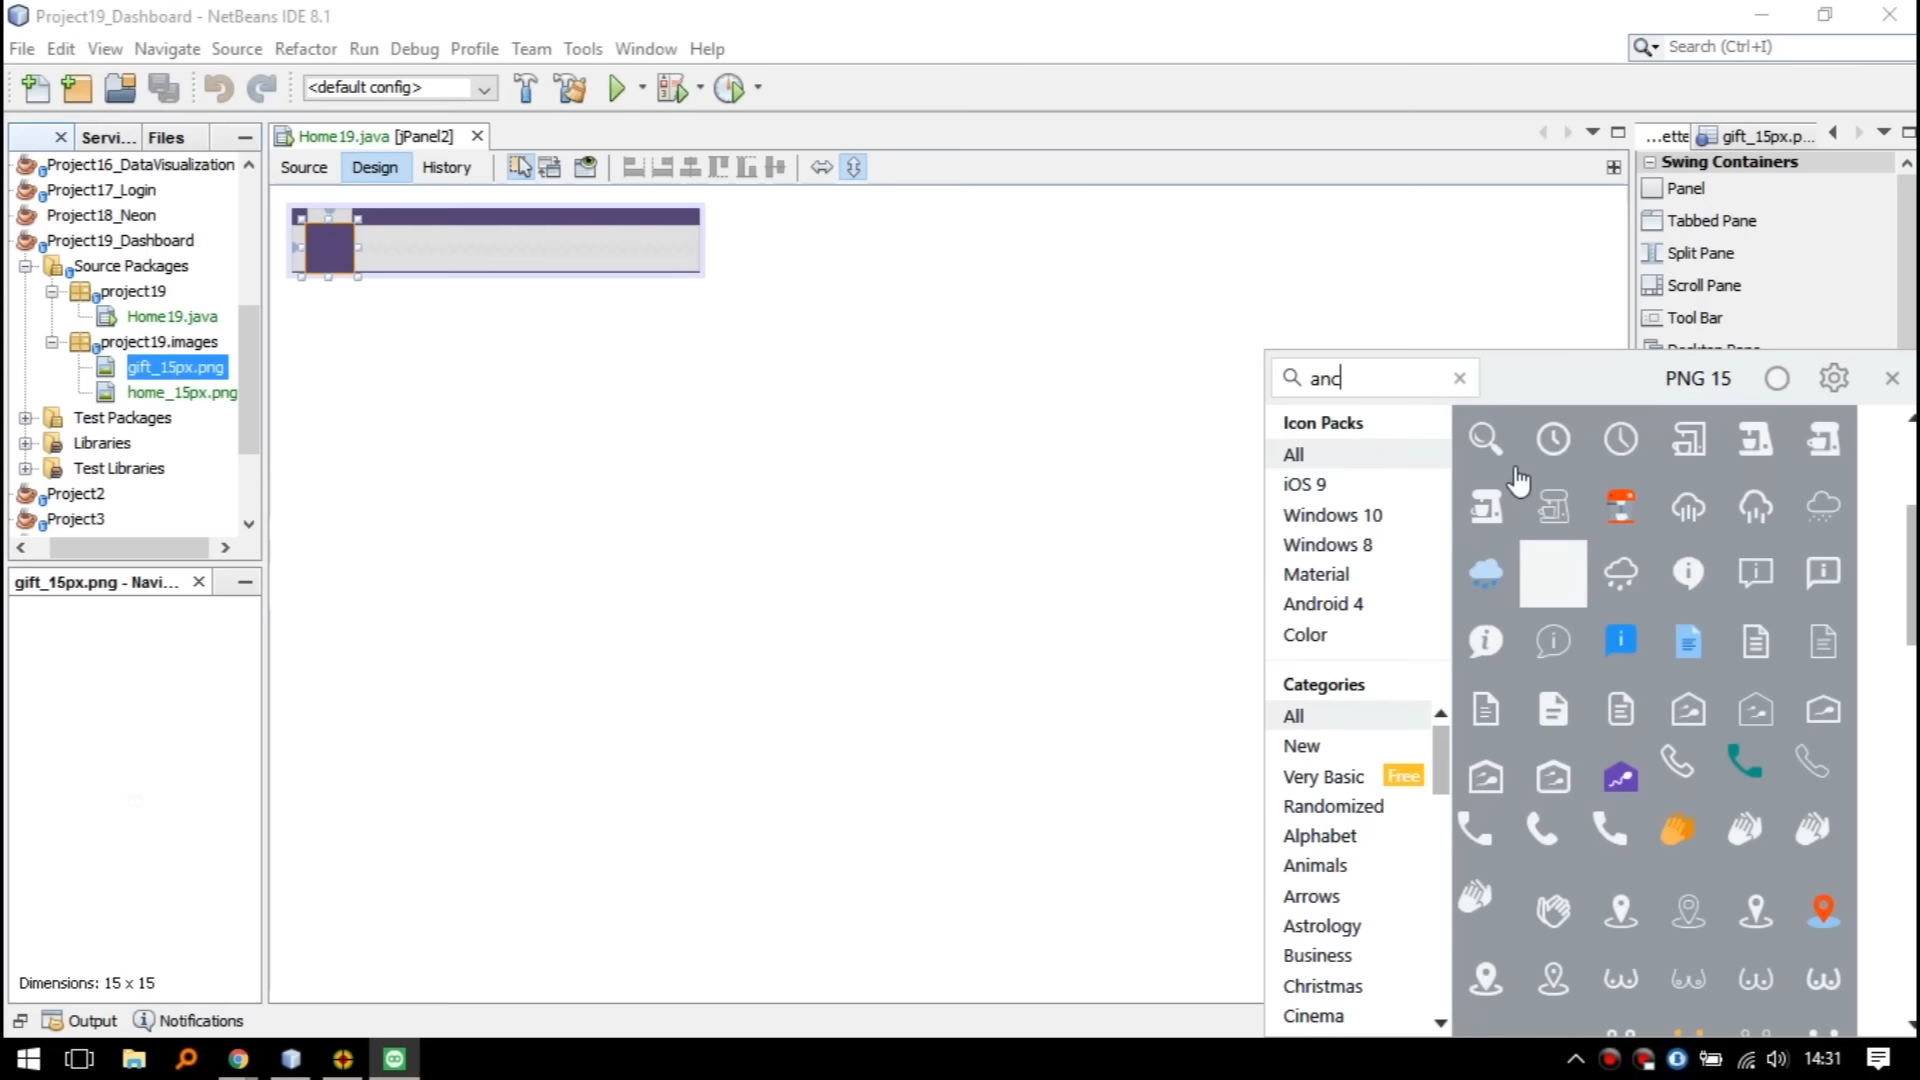 Project19_Dashboard - NetBeans IDE 8.1
File Edit View Navigate Source Refactor Run Debug Profile Team Tools Window Help
Search (Ctrl+I)
<default config>
Servi... Files
Home19.java [jPanel2]
...ette gift_15px.p...
Source Design History
Swing Containers
Panel
Tabbed Pane
Split Pane
Scroll Pane
Tool Bar
Desktop Pane
Project16_DataVisualization
Project17_Login
Project18_Neon
Project19_Dashboard
Source Packages
project19
Home19.java
project19.images
gift_15px.png
home_15px.png
Test Packages
Libraries
Test Libraries
Project2
Project3
gift_15px.png - Navi...
Dimensions: 15 x 15
anc
PNG 15
Icon Packs
All
iOS 9
Windows 10
Windows 8
Material
Android 4
Color
Categories
All
New
Very Basic Free
Randomized
Alphabet
Animals
Arrows
Astrology
Business
Christmas
Cinema
Output Notifications
14:31